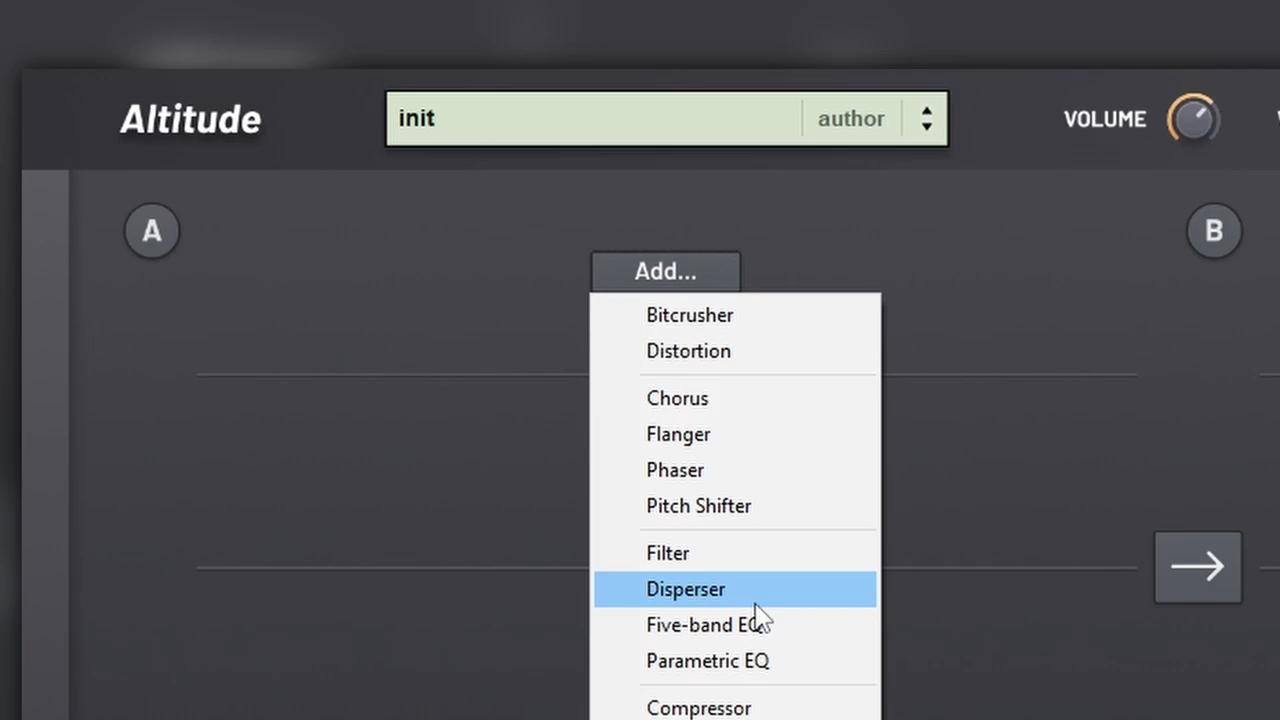 Altitude
init
author
VOLUME
A
B
Add...
Bitcrusher
Distortion
Chorus
Flanger
Phaser
Pitch Shifter
Filter
Disperser
Five-band EQ
Parametric EQ
Compressor